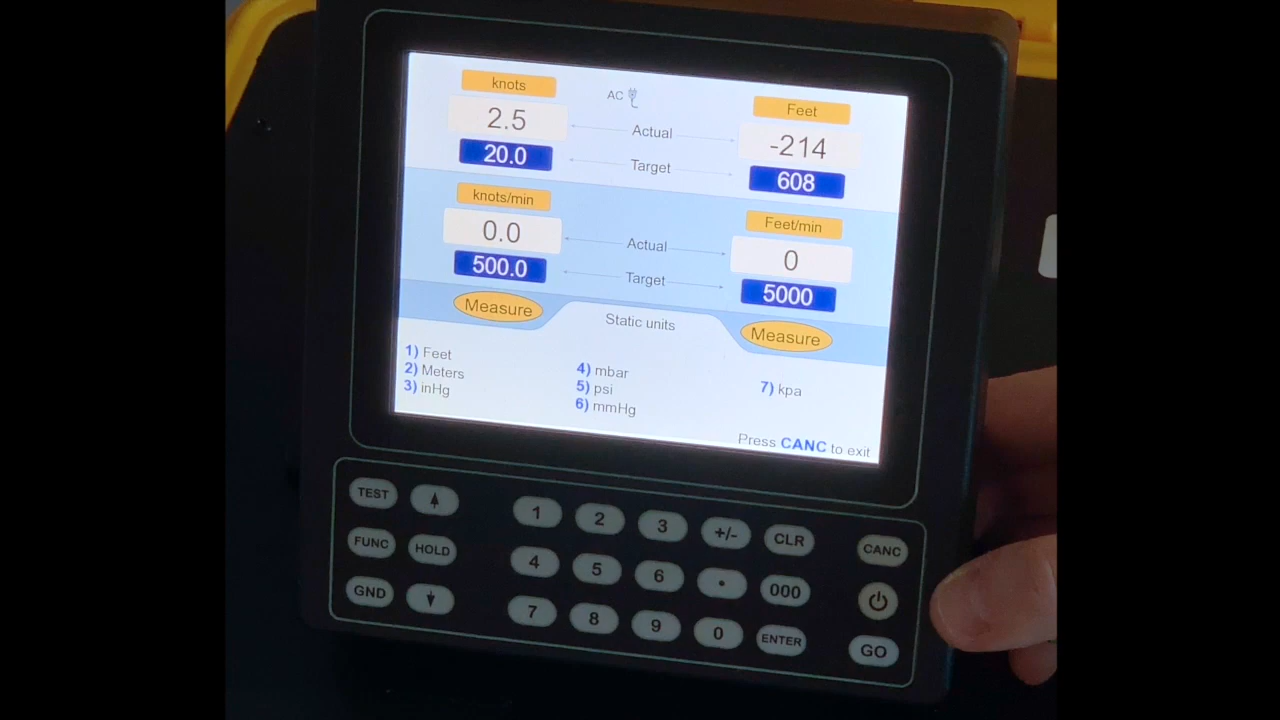 knots
AC
Feet
2.5
Actual
-214
20.0
Target
608
knots/min
Feet/min
0.0
Actual
0
500.0
Target
5000
Measure
Static units
Measure
1) Feet
2) Meters
3) inHg
4) mbar
5) psi
6) mmHg
7) kpa
Press CANC to exit
TEST
1 2 3 +/- CLR CANC
FUNC HOLD 4 5 6 • 000
GND 7 8 9 0 ENTER GO